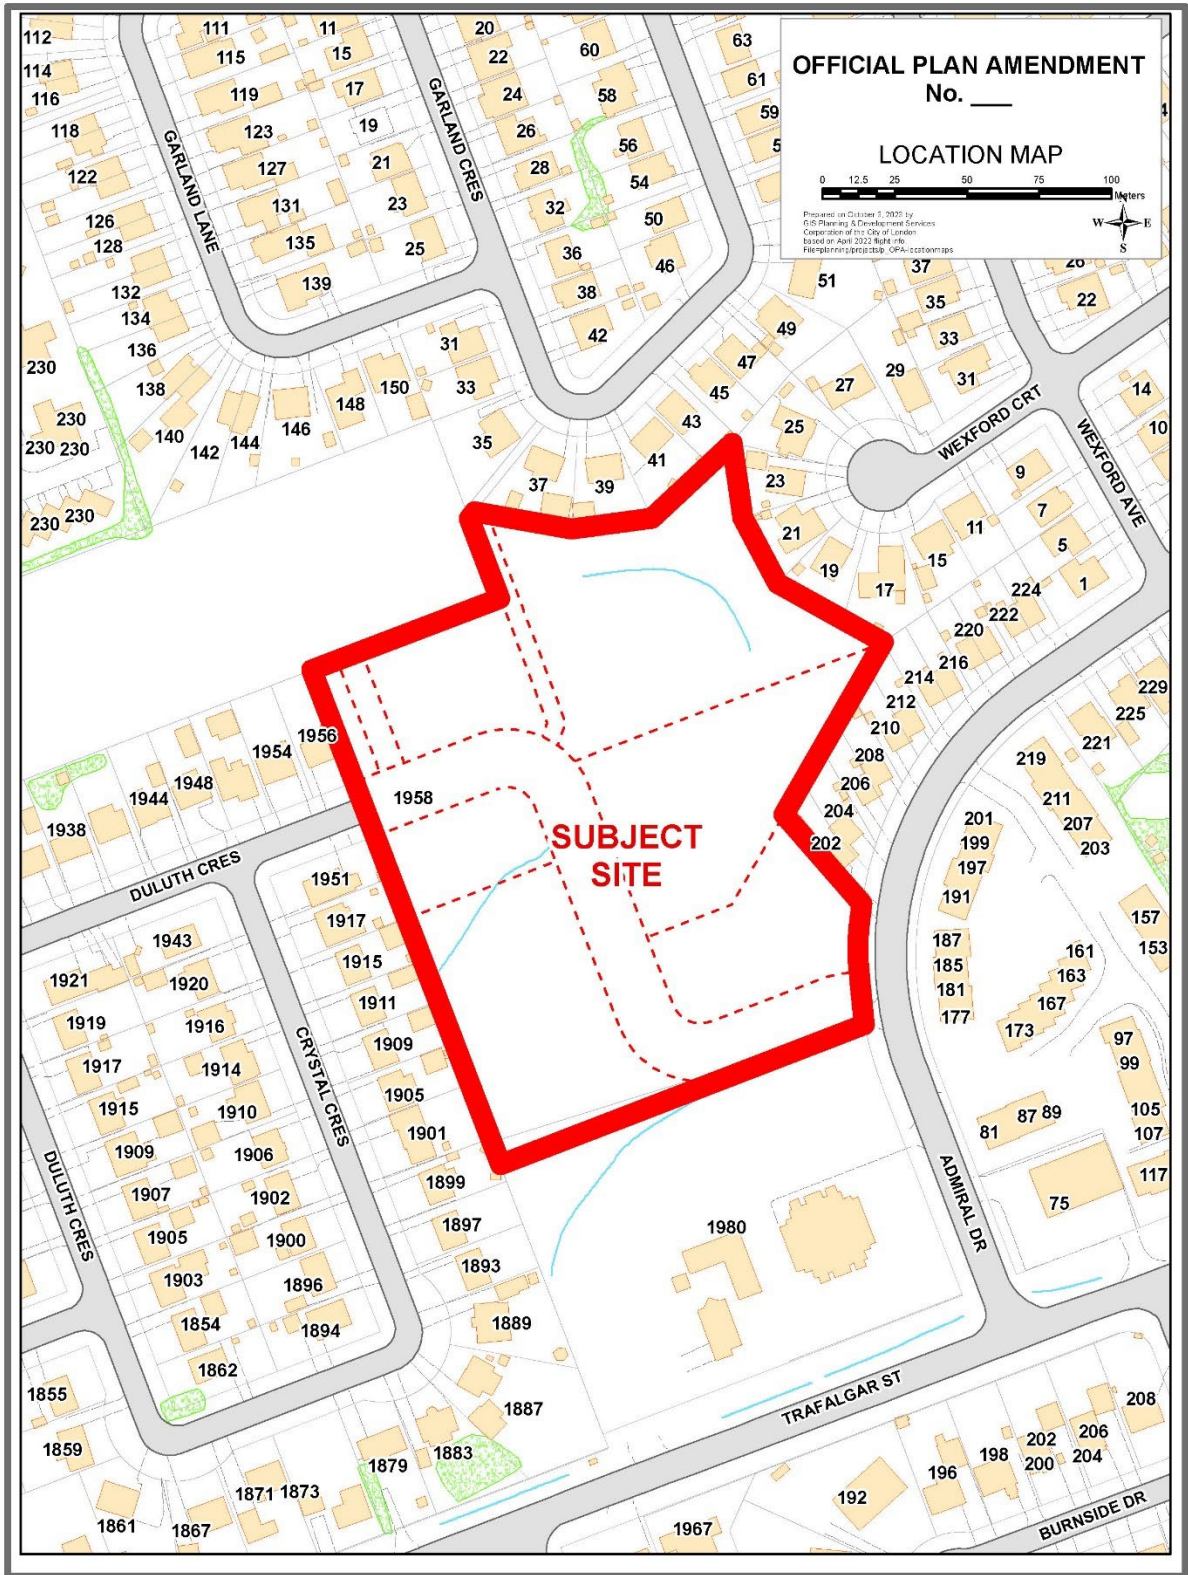 OFFICIAL PLAN AMENDMENT
No. ___
LOCATION MAP
0 12.5 25 50 75 100
Meters
N
W E
S
Prepared on October 3, 2023 by
GIS Planning & Development Services
Corporation of the City of London
based on April 2022 flight info.
112 111 11 20 60 63
114 115 15 22 61
116 119 17 24 58 59
118 123 19 26 56
122 127 21 28 54
126 131 23 32 50
128 135 25 36 46 51 37 26
132 139 38 35 22
134 31 42 49 33
136 33 47 31
230 138 148 150 45 27 29 14
230 140 144 146 35 43 25 10
230 230 142 37 39 41 23 9
230 230 21 11 7
19 15 5
17 224 1
222
220
216
214
212
210
208
206
204
202
GARLAND LANE
GARLAND CRES
WEXFORD CRT
WEXFORD AVE
229
225
221
219
211
207
203
201
199
197
191
187
185
181
177
157
153
161
163
167
173
97
99
105
107
117
87 89
81
75
1956
1954
1948
1944
1938
1958
SUBJECT
SITE
DULUTH CRES
1951
1917
1915
1911
1909
1905
1901
1899
1897
1893
1889
1887
1883
1879
1943
1921
1920
1919
1916
1917
1914
1915
1910
1909
1906
1907
1902
1905
1900
1903
1896
1854
1894
1862
CRYSTAL CRES
DULUTH CRES
ADMIRAL DR
1980
TRAFALGAR ST
1855
1859
1861
1867
1871
1873
1967
192
196
198
202
200
206
204
208
BURNSIDE DR